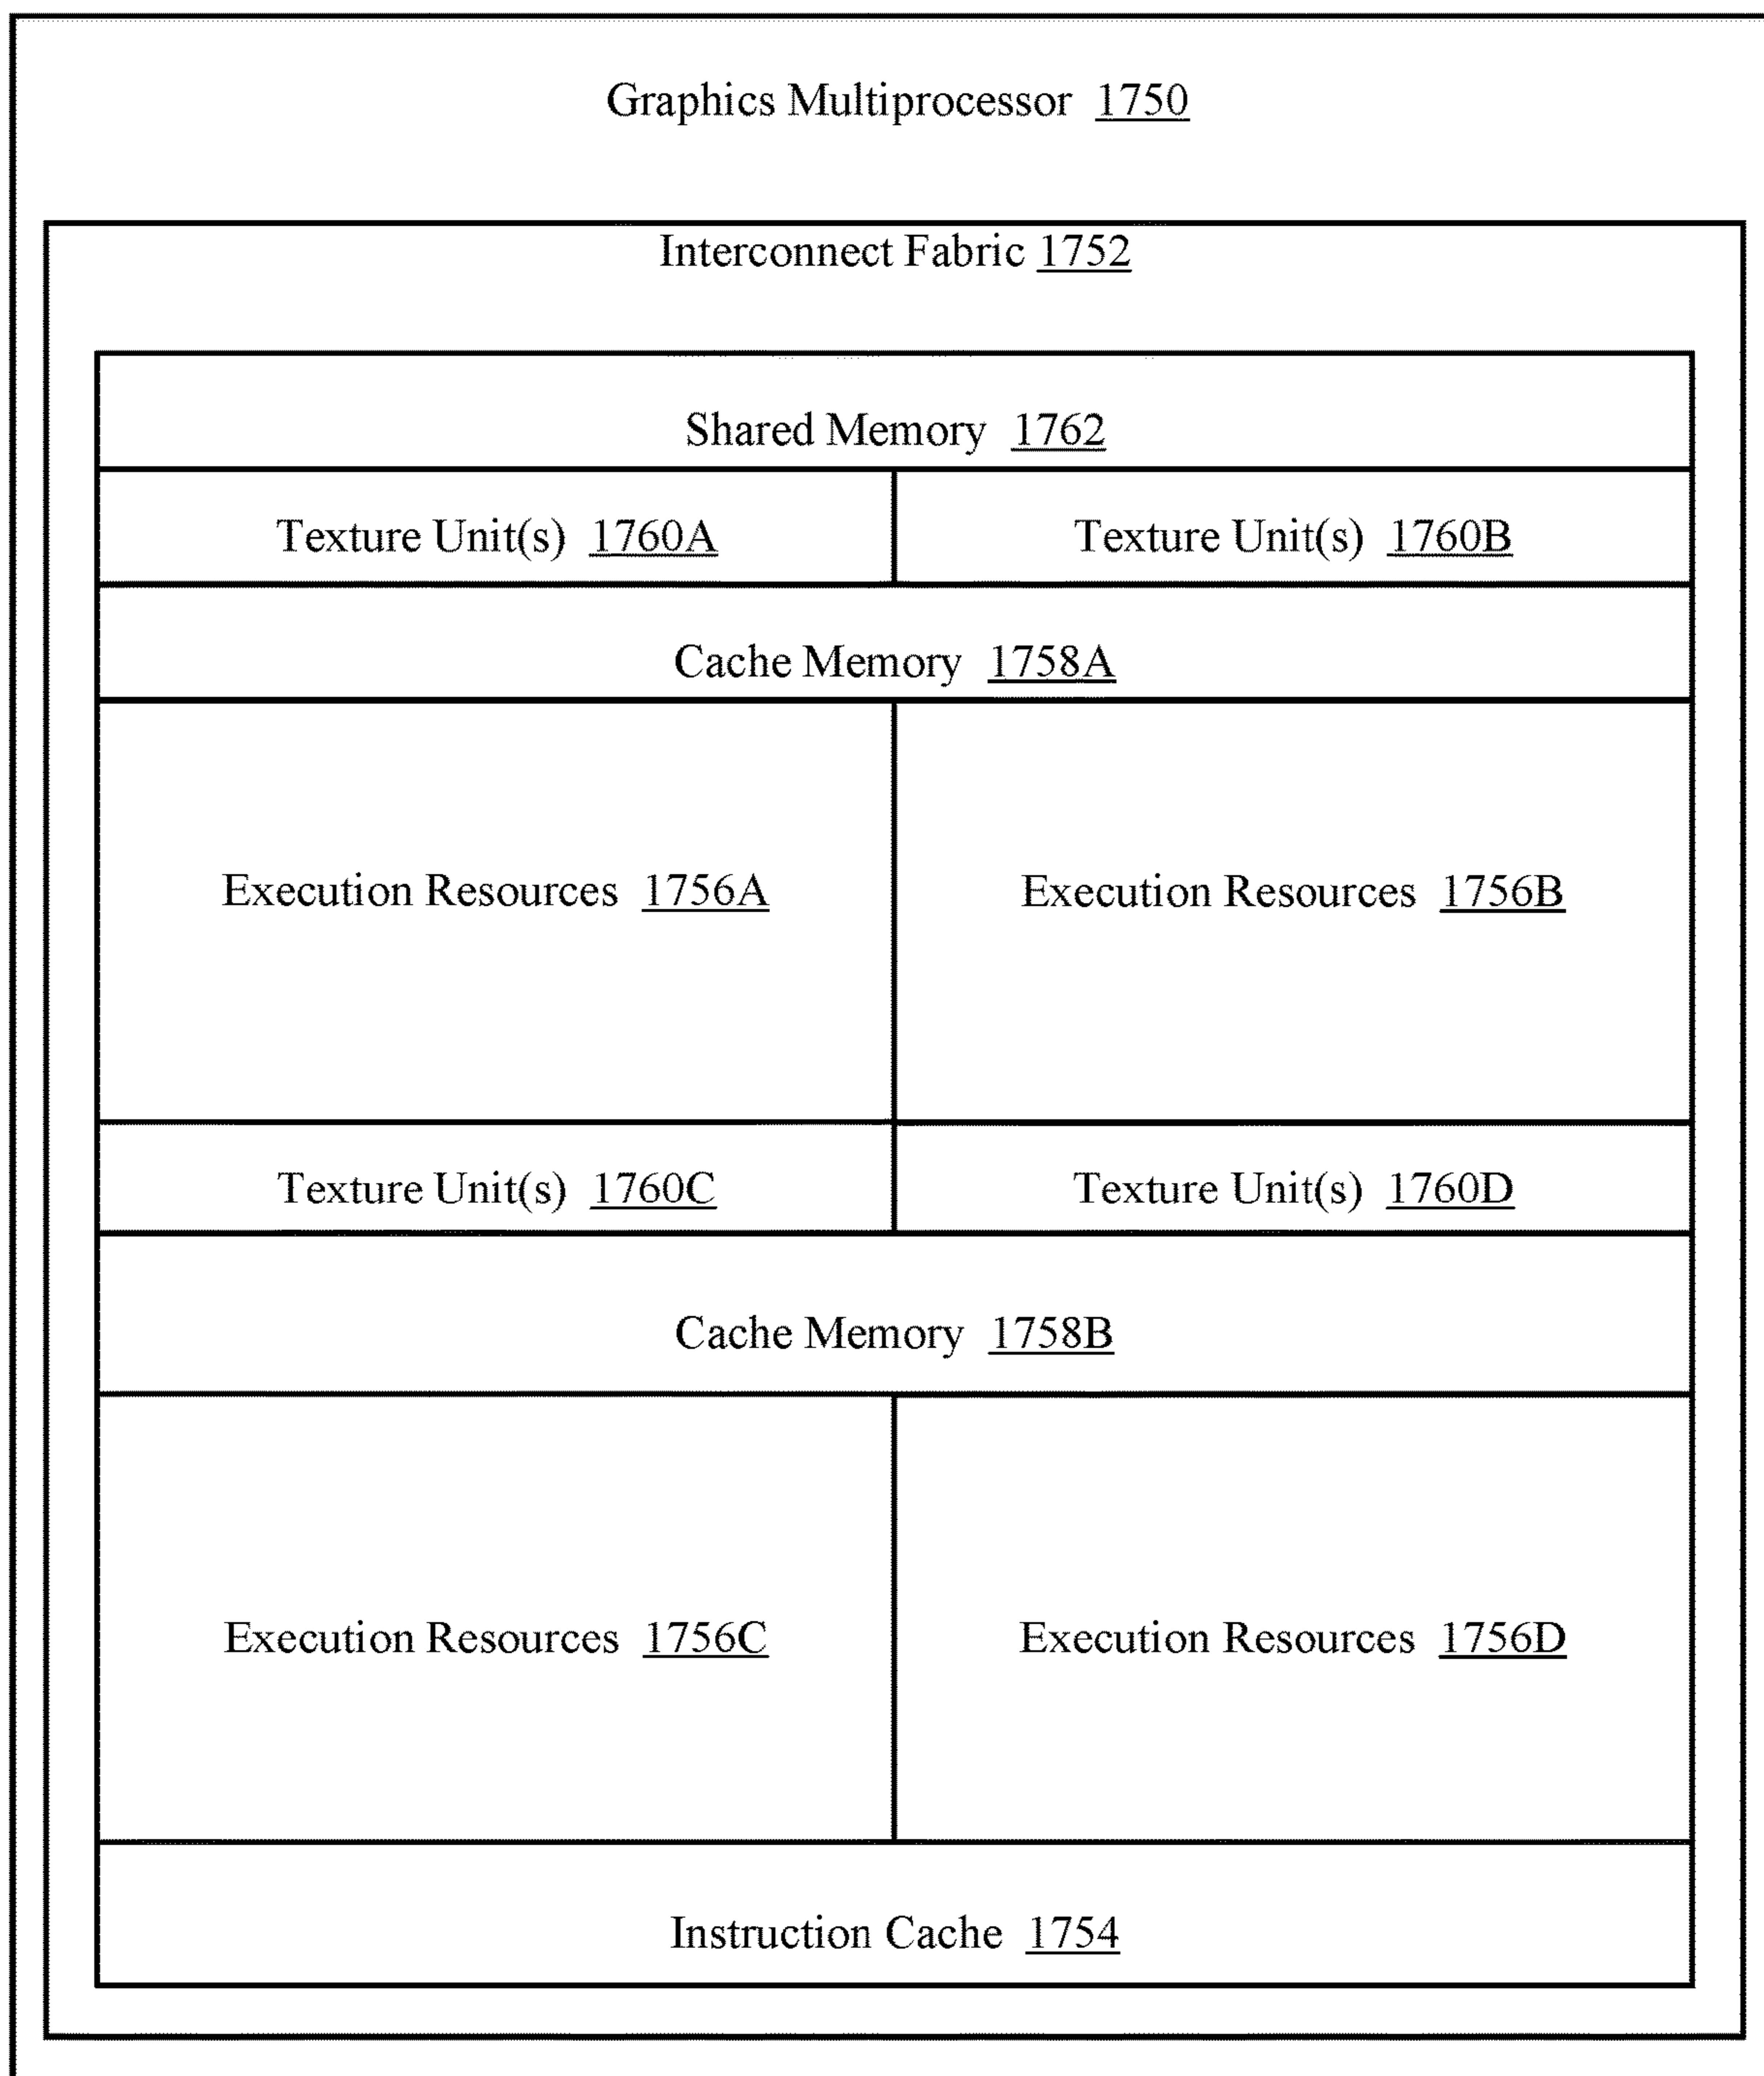 Graphics Multiprocessor 1750
Interconnect Fabric 1752
Shared Memory 1762
Texture Unit(s) 1760A
Texture Unit(s) 1760B
Cache Memory 1758A
Execution Resources 1756A
Execution Resources 1756B
Texture Unit(s) 1760C
Texture Unit(s) 1760D
Cache Memory 1758B
Execution Resources 1756C
Execution Resources 1756D
Instruction Cache 1754